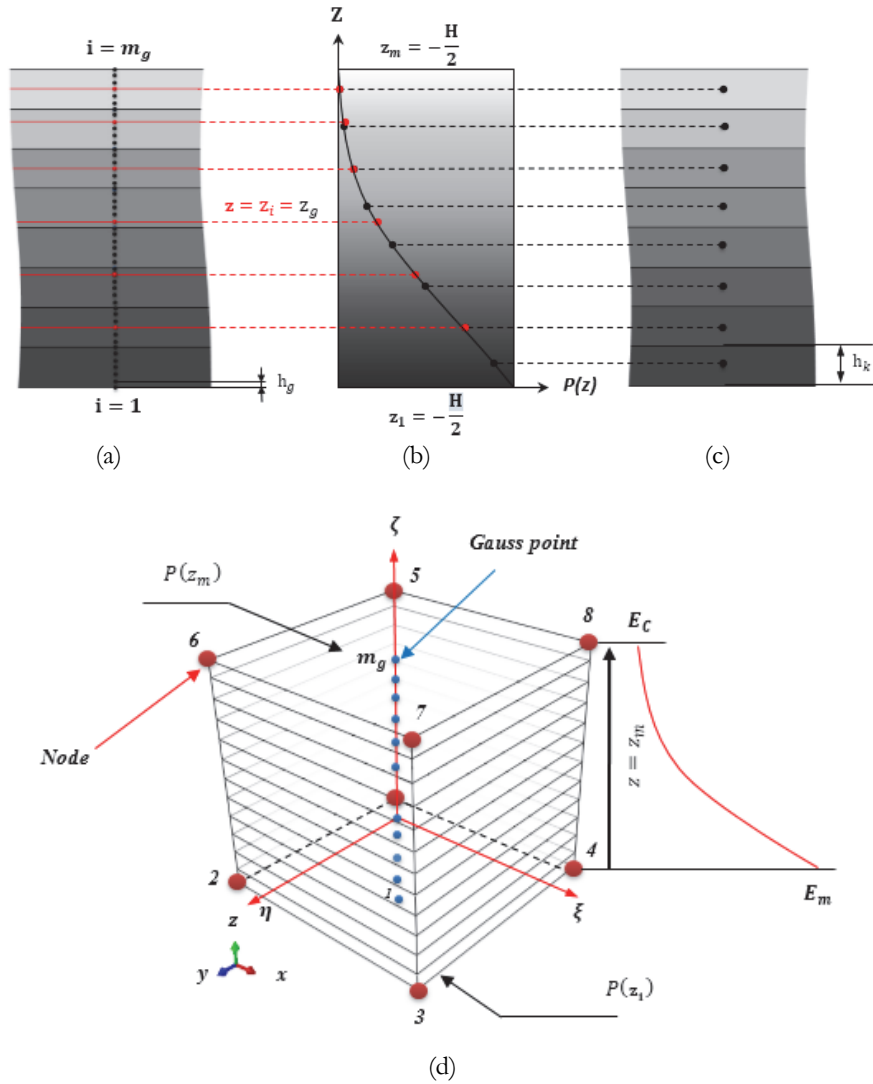 Z
i = m_g
z_m = − H/2
z = z_i = z_g
h_g
h_k
i = 1
P(z)
z_1 = − H/2
(a)
(b)
(c)
ζ
Gauss point
P(z_m)
5
8
E_C
6
m_g
7
z = z_m
Node
4
2
1
E_m
η
ξ
z
y
x
P(z_1)
3
(d)